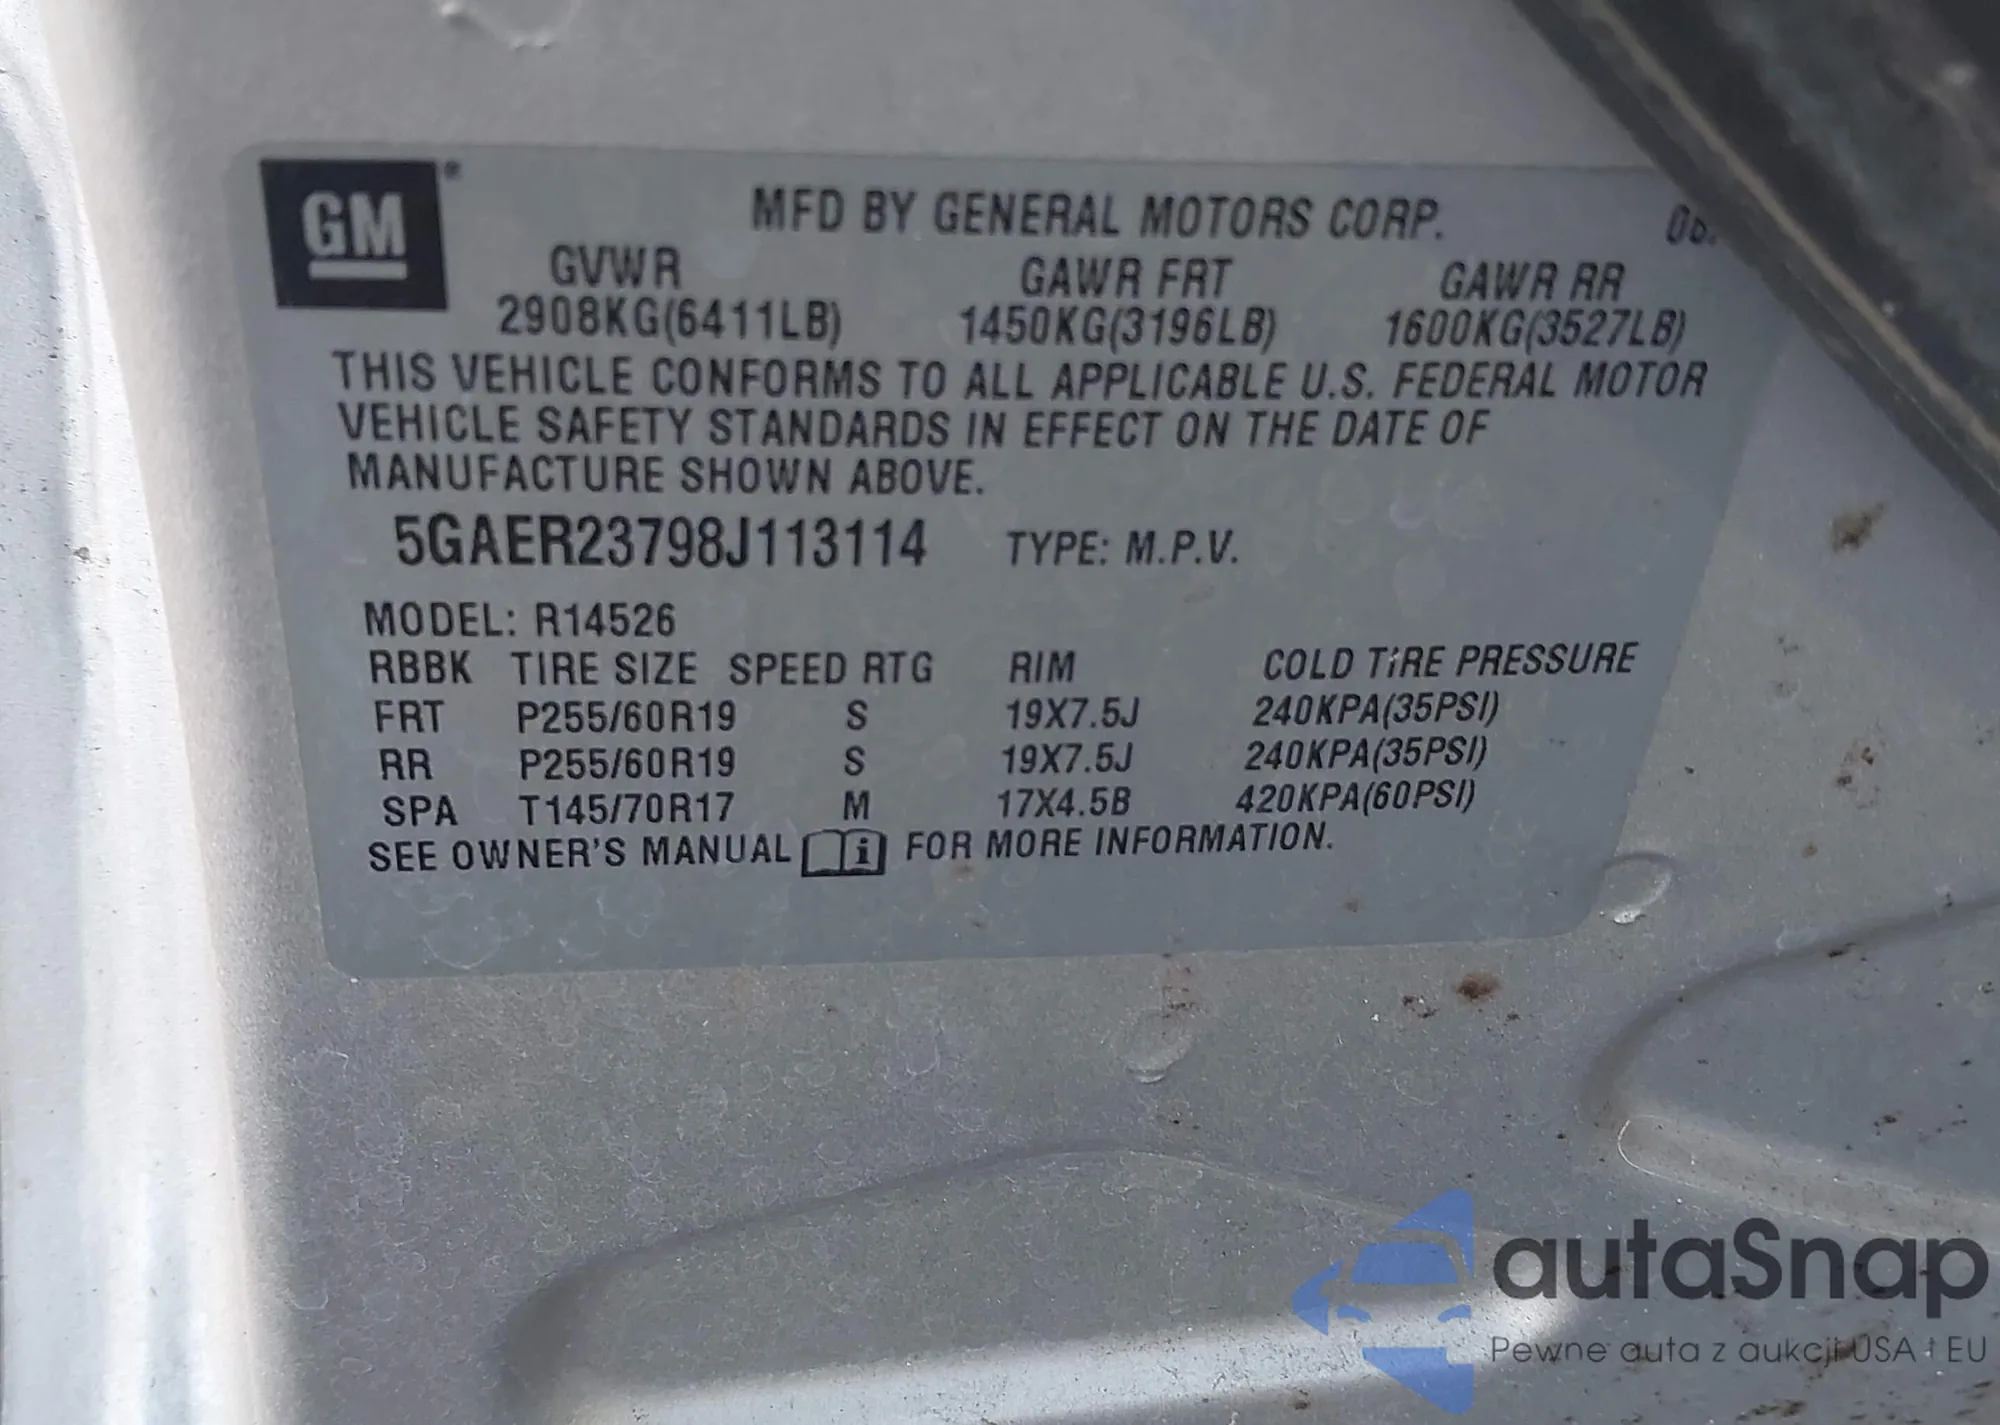 GM
MFD BY GENERAL MOTORS CORP.
GVWR GAWR FRT GAWR RR
2908KG(6411LB) 1450KG(3196LB) 1600KG(3527LB)
THIS VEHICLE CONFORMS TO ALL APPLICABLE U.S. FEDERAL MOTOR
VEHICLE SAFETY STANDARDS IN EFFECT ON THE DATE OF
MANUFACTURE SHOWN ABOVE.
5GAER23798J113114 TYPE: M.P.V.
MODEL: R14526
RBBK TIRE SIZE SPEED RTG RIM COLD TIRE PRESSURE
FRT P255/60R19 S 19X7.5J 240KPA(35PSI)
RR P255/60R19 S 19X7.5J 240KPA(35PSI)
SPA T145/70R17 M 17X4.5B 420KPA(60PSI)
SEE OWNER'S MANUAL i FOR MORE INFORMATION.
autaSnap
Pewne auta z aukcji USA i EU